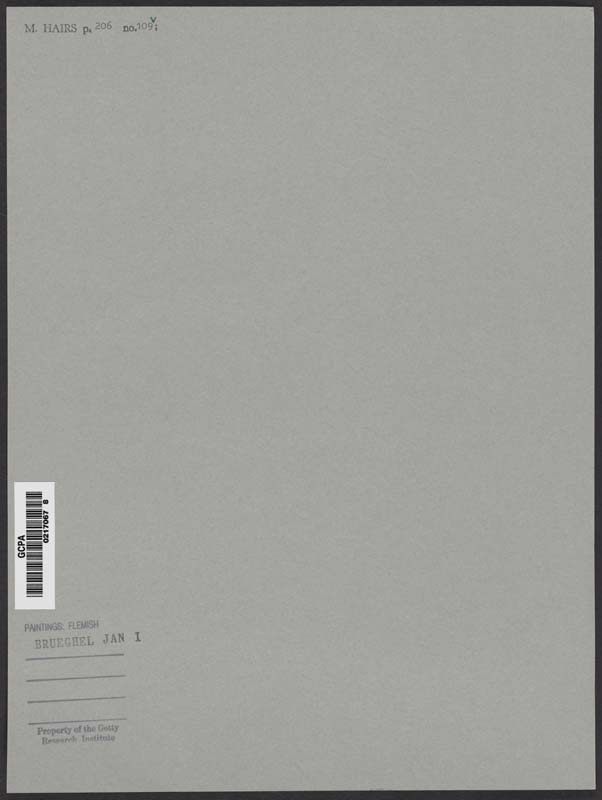 M. HAIRS p. 206 no. 109;
v
GCPA
0217067 8
PAINTINGS: FLEMISH
BRUEGHEL JAN I
Property of the Getty
Research Institute